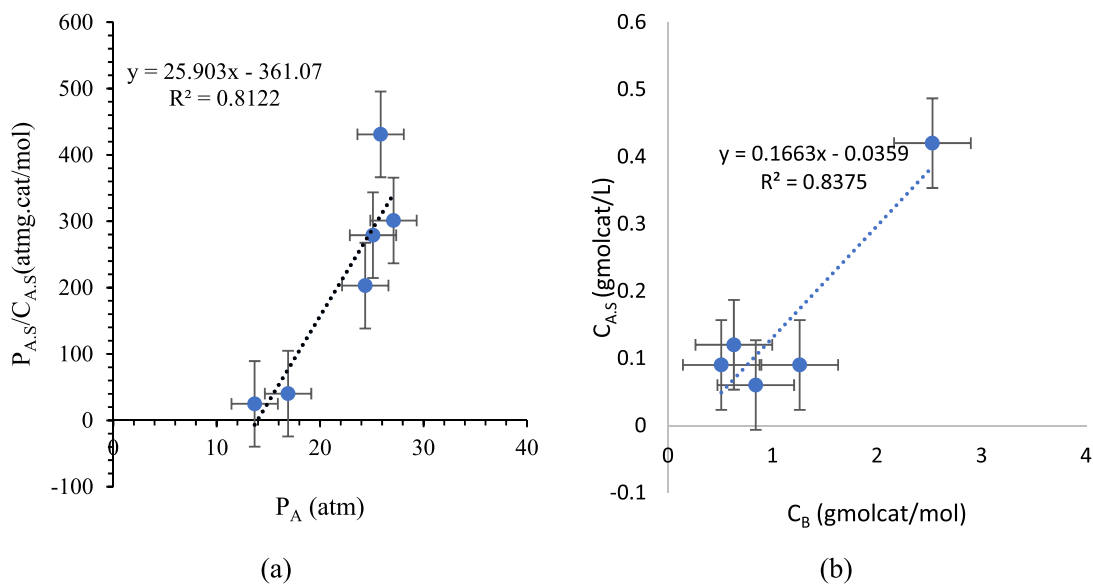 600
500
400
300
200
100
0
-100
y = 25.903x - 361.07
R² = 0.8122
P_A.S/C_A.S(atmg.cat/mol)
0 10 20 30 40
P_A (atm)
(a)
0.6
0.5
0.4
0.3
0.2
0.1
0
-0.1
y = 0.1663x - 0.0359
R² = 0.8375
C_A.S (gmolcat/L)
0 1 2 3 4
C_B (gmolcat/mol)
(b)